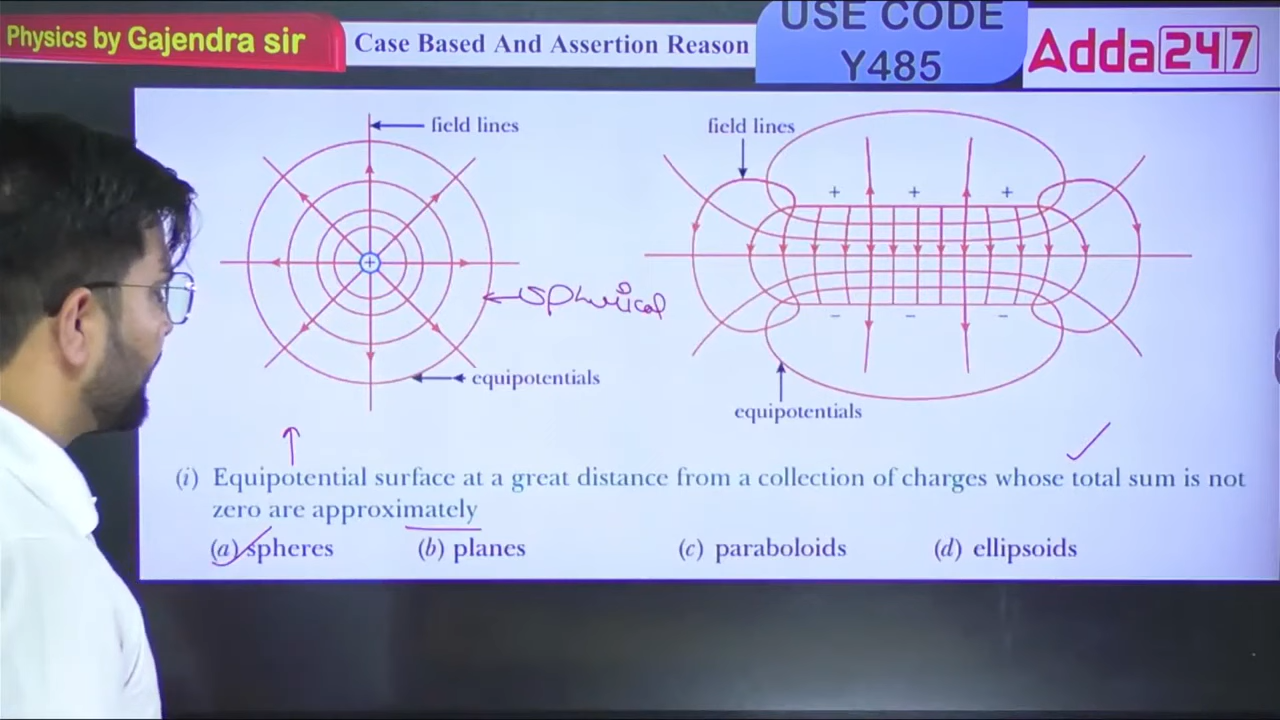 Physics by Gajendra sir
Case Based And Assertion Reason
USE CODE
Y485
Adda247
field lines
spherical
equipotentials
field lines
+ + +
- - -
equipotentials
+
(i) Equipotential surface at a great distance from a collection of charges whose total sum is not
zero are approximately
(a) spheres (b) planes (c) paraboloids (d) ellipsoids